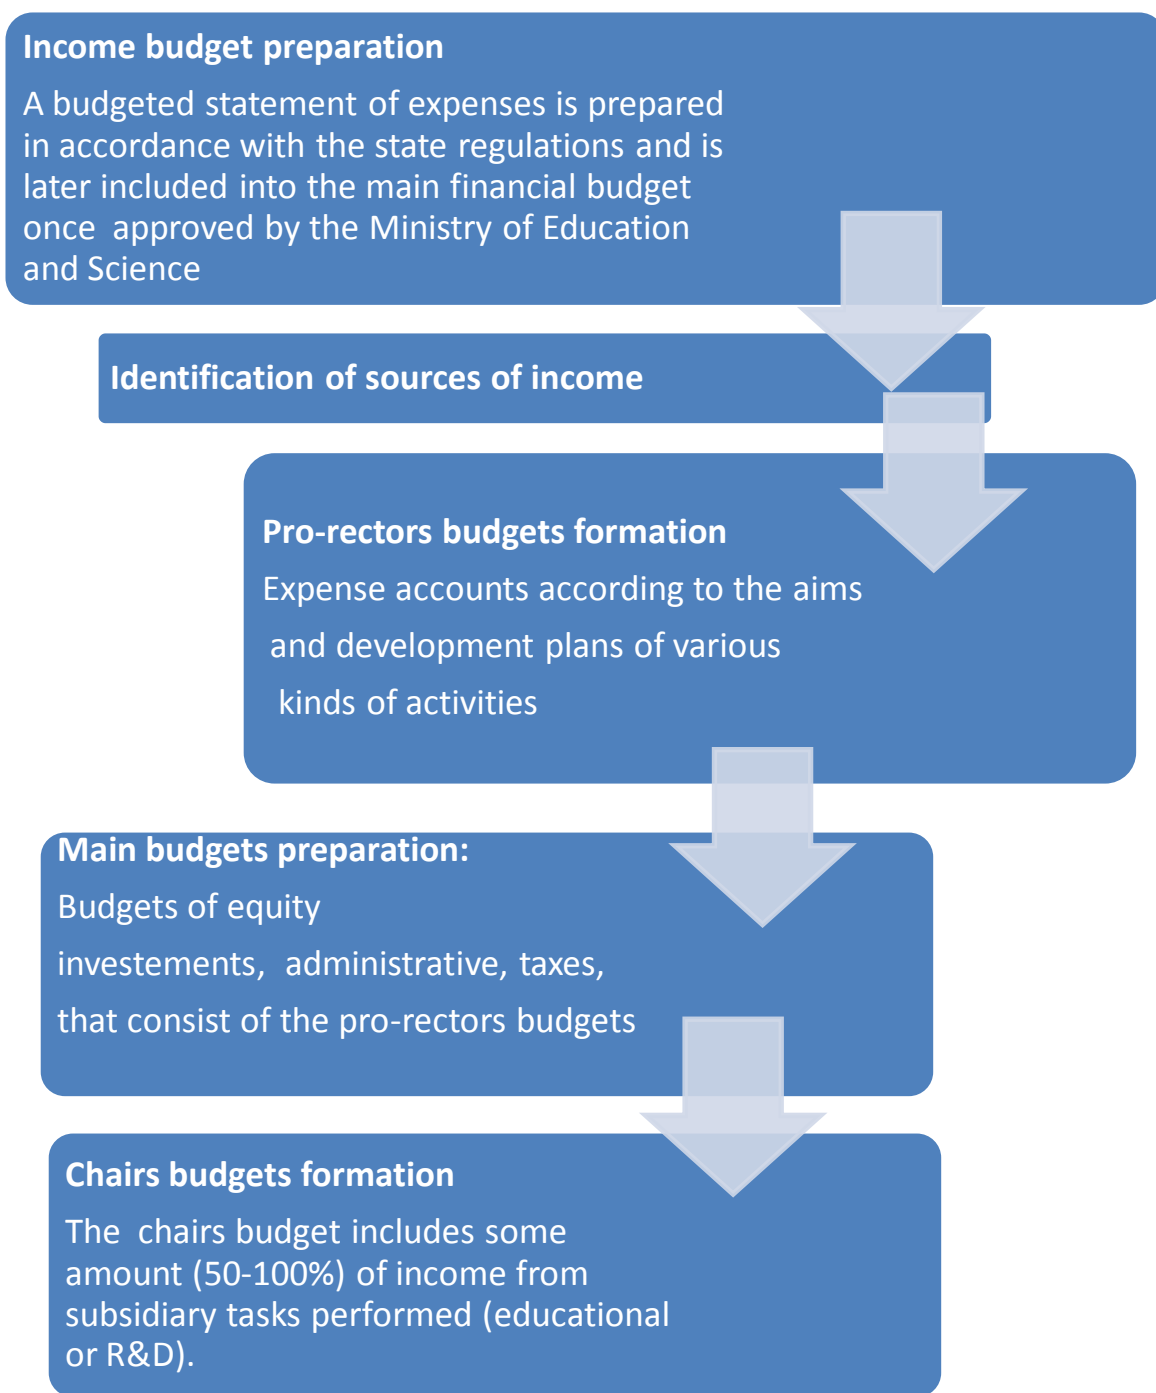 Income budget preparation
A budgeted statement of expenses is prepared
in accordance with the state regulations and is
later included into the main financial budget
once  approved by the Ministry of Education
and Science
Identification of sources of income
Pro-rectors budgets formation
Expense accounts according to the aims
and development plans of various
kinds of activities
Main budgets preparation:
Budgets of equity
investements,  administrative, taxes,
that consist of the pro-rectors budgets
Chairs budgets formation
The  chairs budget includes some
amount (50-100%) of income from
subsidiary tasks performed (educational
or R&D).